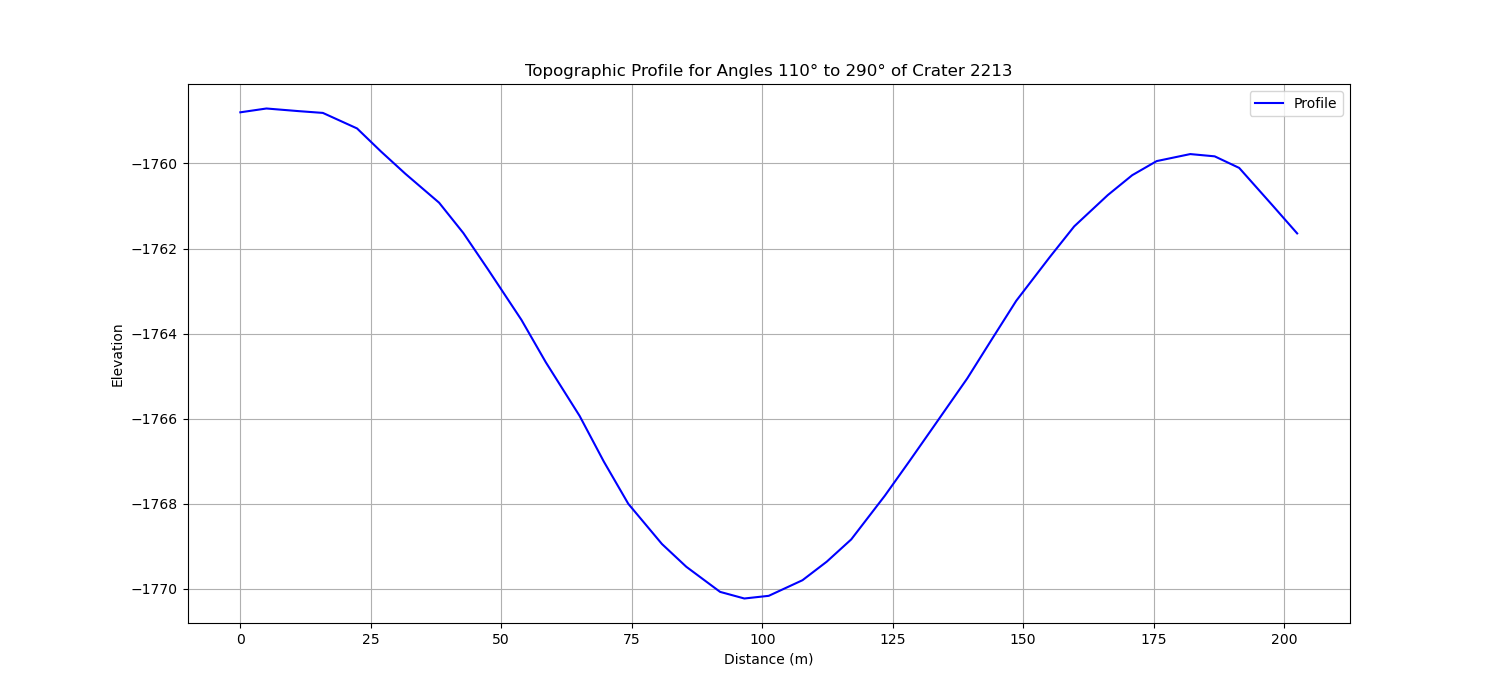 Topographic Profile for Angles 110° to 290° of Crater 2213
Profile
−1760
−1762
−1764
−1766
−1768
−1770
Elevation
0 25 50 75 100 125 150 175 200
Distance (m)